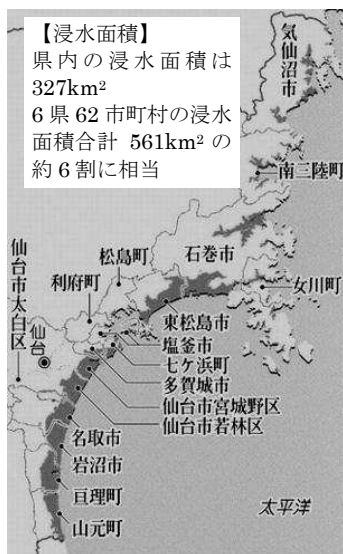 【浸水面積】
県内の浸水面積は
327km²
6県62市町村の浸水
面積合計 561km² の
約6割に相当
気仙沼市
南三陸町
石巻市
女川町
松島町
利府町
仙台市太白区
仙台
東松島市
塩釜市
七ケ浜町
多賀城市
仙台市宮城野区
仙台市若林区
名取市
岩沼市
亘理町
山元町
太平洋